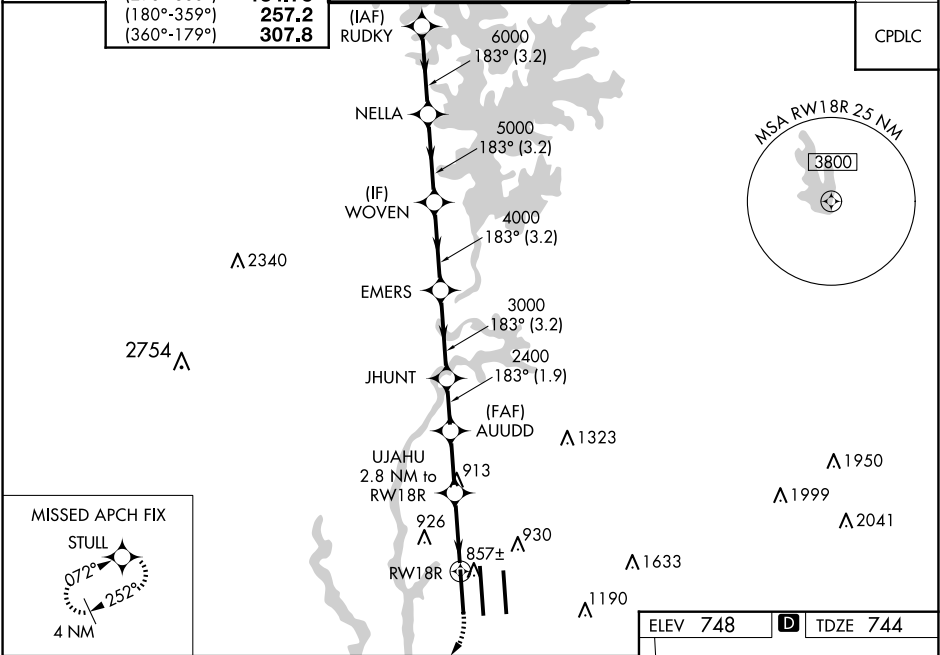 (180°-359°) 257.2
(360°-179°) 307.8
CPDLC
(IAF)
RUDKY
6000
183° (3.2)
NELLA
5000
183° (3.2)
MSA RW18R 25 NM
3800
(IF)
WOVEN
4000
183° (3.2)
2340
EMERS
3000
183° (3.2)
2754
JHUNT
2400
183° (1.9)
(FAF)
AUUDD
1323
UJAHU
2.8 NM to
RW18R
913
1950
1999
2041
926
930
857±
RW18R
1633
1190
MISSED APCH FIX
STULL
072°
252°
4 NM
ELEV 748 D TDZE 744